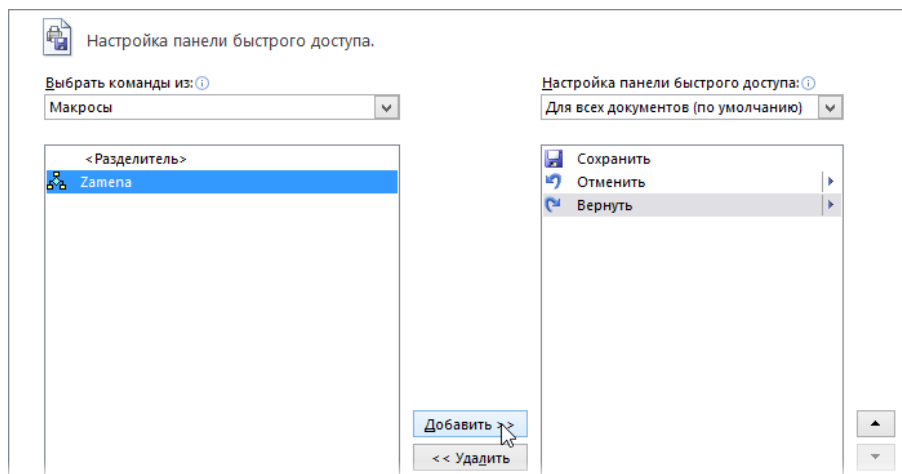 Настройка панели быстрого доступа.
Выбрать команды из:
Макросы
<Разделитель>
Zamena
Добавить >>
<< Удалить
Настройка панели быстрого доступа:
Для всех документов (по умолчанию)
Сохранить
Отменить
Вернуть